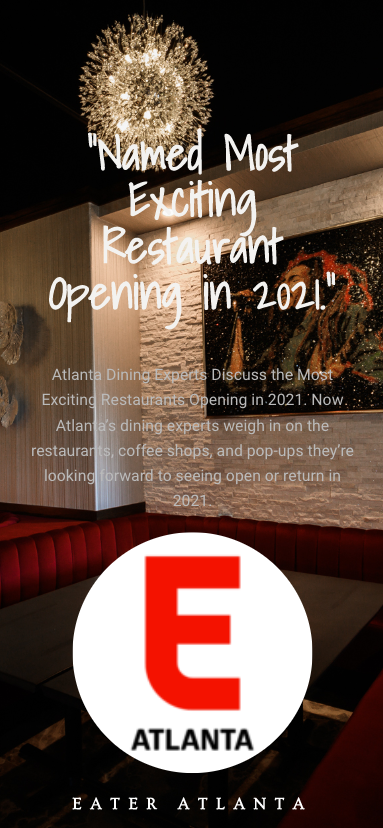 "Named Most
Exciting
Restaurant
Opening in 2021."
Atlanta Dining Experts Discuss the Most
Exciting Restaurants Opening in 2021. Now.
Atlanta's dining experts weigh in on the
restaurants, coffee shops, and pop-ups they're
looking forward to seeing open or return in
2021.
E
ATLANTA
EATER ATLANTA